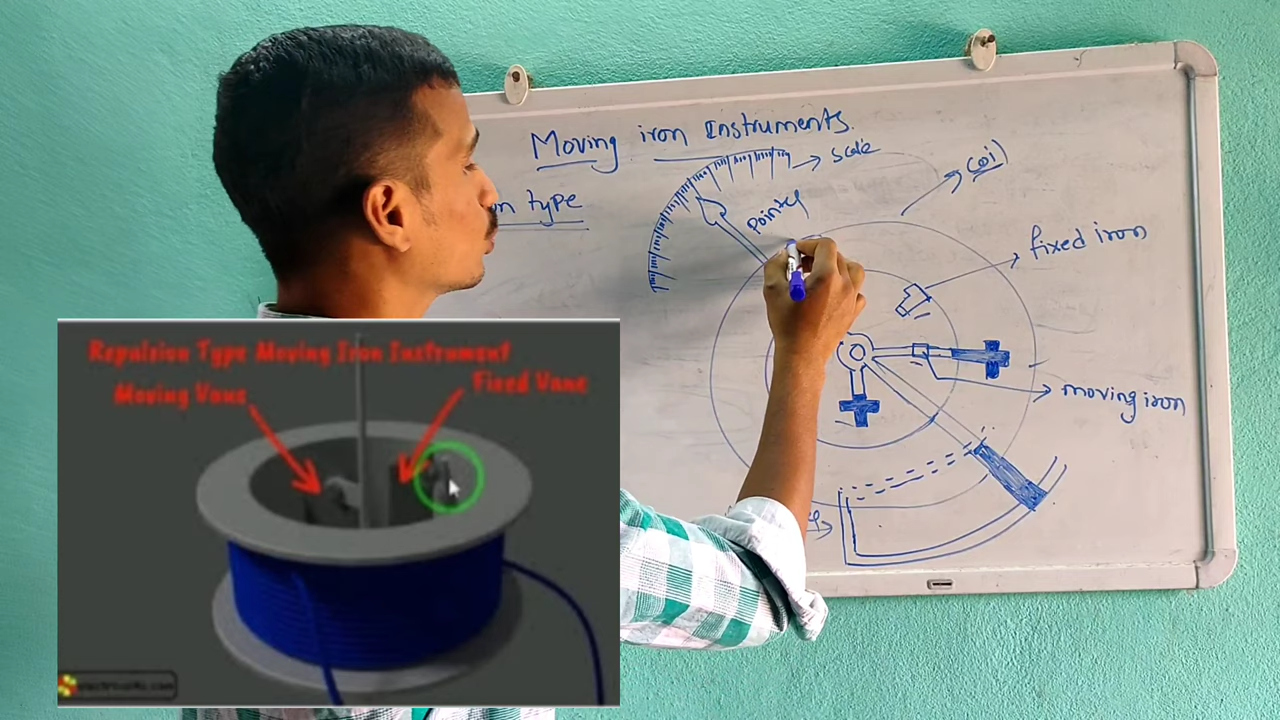 Moving iron Instruments.
on type
scale
pointer
coil
fixed iron
moving iron
Repulsion Type Moving Iron Instrument
Moving Vane
Fixed Vane